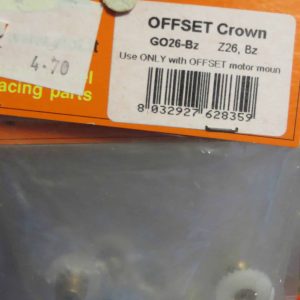 OFFSET Crown
GO26-Bz Z26, Bz
Use ONLY with OFFSET motor moun
8 032927 628359
4.70
acing parts